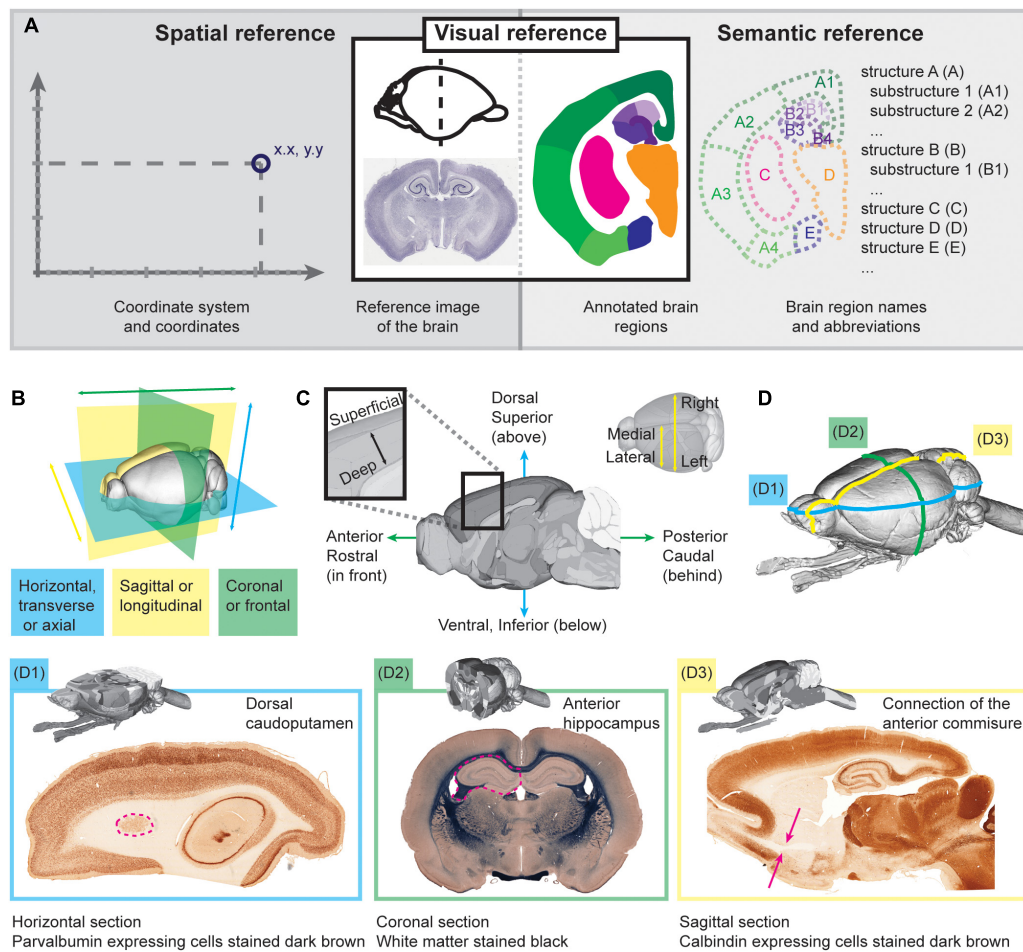 A
Spatial reference
Visual reference
Semantic reference
x.x, y.y
A1
A2
A3
A4
B1
B2
B3
B4
C
D
E
structure A (A)
substructure 1 (A1)
substructure 2 (A2)
...
structure B (B)
substructure 1 (B1)
...
structure C (C)
structure D (D)
structure E (E)
...
Coordinate system
and coordinates
Reference image
of the brain
Annotated brain
regions
Brain region names
and abbreviations
B
Horizontal,
transverse
or axial
Sagittal or
longitudinal
Coronal
or frontal
C
Superficial
Deep
Dorsal
Superior
(above)
Right
Medial
Lateral
Left
Anterior
Rostral
(in front)
Posterior
Caudal
(behind)
Ventral, Inferior (below)
D
(D2)
(D3)
(D1)
(D1)
Dorsal
caudoputamen
Horizontal section
Parvalbumin expressing cells stained dark brown
(D2)
Anterior
hippocampus
Coronal section
White matter stained black
(D3)
Connection of the
anterior commisure
Sagittal section
Calbindin expressing cells stained dark brown